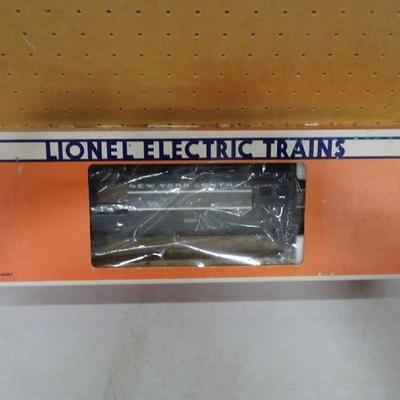 LIONEL ELECTRIC TRAINS
NEW YORK CENTRAL